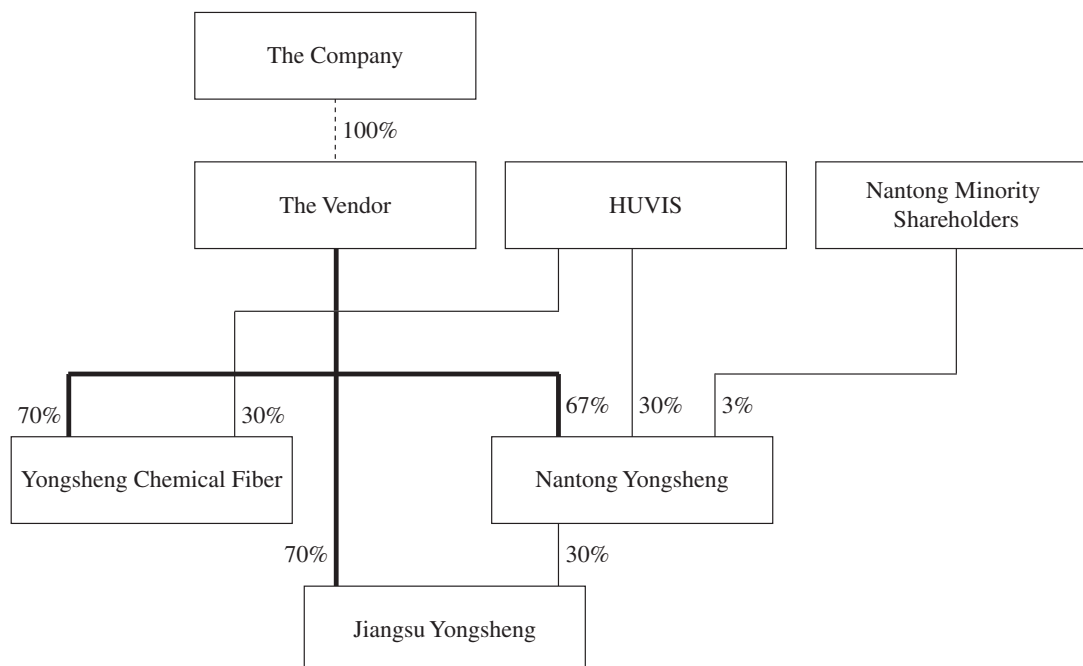 The Company
100%
The Vendor
HUVIS
Nantong Minority
Shareholders
70%
30%
67%
30%
3%
Yongsheng Chemical Fiber
Nantong Yongsheng
70%
30%
Jiangsu Yongsheng